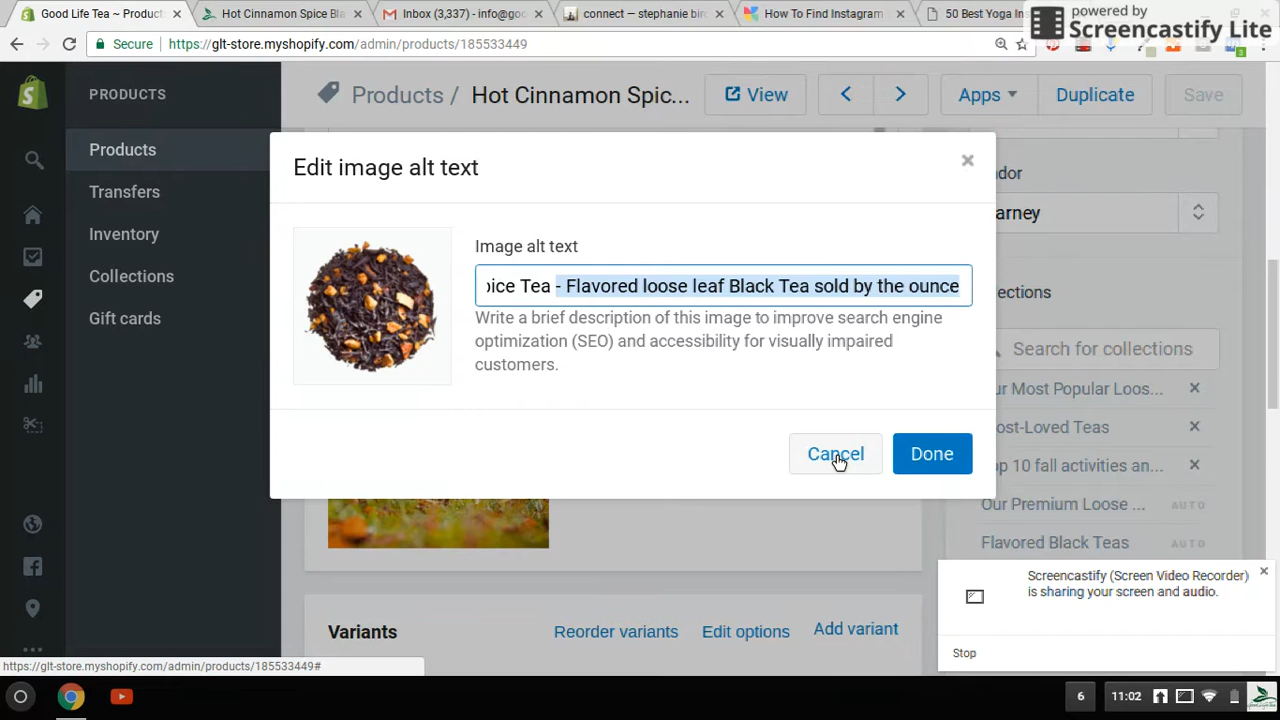 Good Life Tea ~ Product
Hot Cinnamon Spice Bl
Inbox (3,337) - info@goo
connect — stephanie bir
How To Find Instagram
50 Best Yoga In
powered by
Screencastify Lite
Secure
https://glt-store.myshopify.com/admin/products/185533449
PRODUCTS
Products
Transfers
Inventory
Collections
Gift cards
Products / Hot Cinnamon Spic...
View
Apps
Duplicate
Save
Edit image alt text
×
Image alt text
pice Tea - Flavored loose leaf Black Tea sold by the ounce
Write a brief description of this image to improve search engine
optimization (SEO) and accessibility for visually impaired
customers.
Cancel
Done
ndor
arney
ections
Search for collections
ur Most Popular Loos...
ost-Loved Teas
op 10 fall activities an...
Our Premium Loose ... AUTO
Flavored Black Teas AUTO
Variants
Reorder variants
Edit options
Add variant
Screencastify (Screen Video Recorder)
is sharing your screen and audio.
Stop
https://glt-store.myshopify.com/admin/products/185533449#
6
11:02